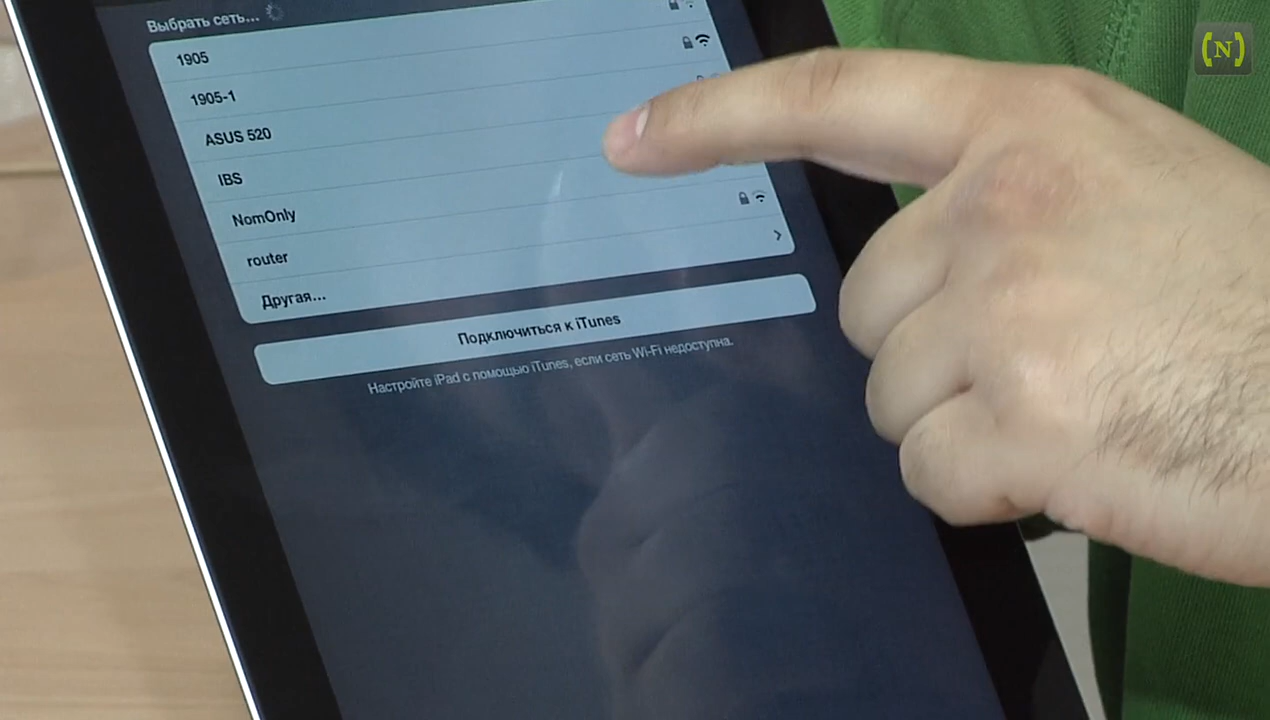 Выбрать сеть...
1905
1905-1
ASUS 520
IBS
NomOnly
router
Другая...
Подключиться к iTunes
Настройте iPad с помощью iTunes, если сеть Wi-Fi недоступна.
(N)